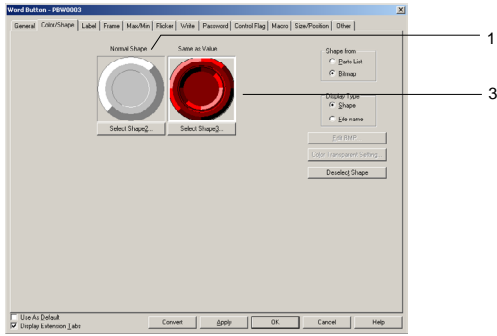 Word Button - PBW0003
General Color/Shape Label Frame Max/Min Flicker Write Password Control Flag Macro Size/Position Other
1
Normal Shape Same as Value Shape from
Parts List
Bitmap
3
Display Type
Shape
File name
Select Shape2... Select Shape3... Edit BMP
Color Transparent Setting...
Deselect Shape
Use As Default
Display Extension Tabs Convert Apply OK Cancel Help